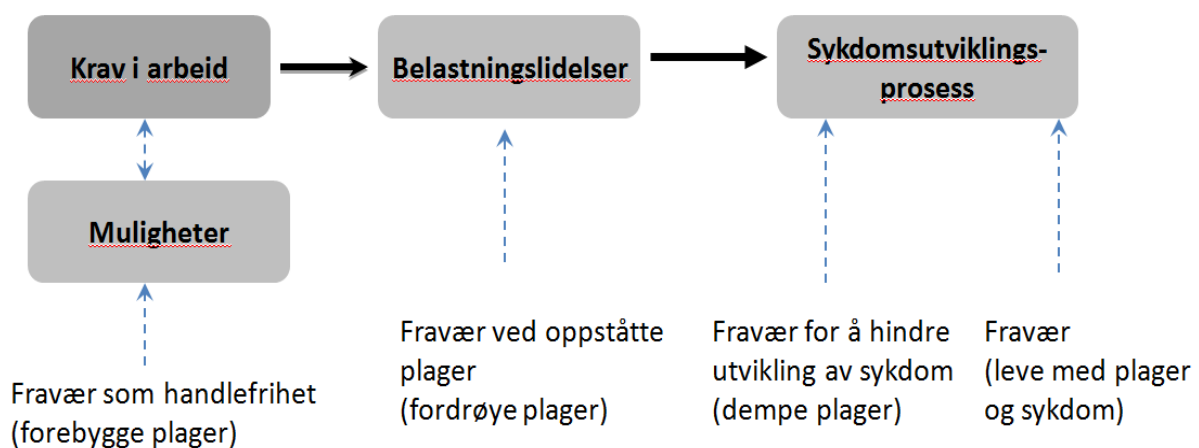 Krav i arbeid
Belastningslidelser
Sykdomsutviklings-
prosess
Muligheter
Fravær som handlefrihet
(forebygge plager)
Fravær ved oppståtte
plager
(fordrøye plager)
Fravær for å hindre
utvikling av sykdom
(dempe plager)
Fravær
(leve med plager
og sykdom)